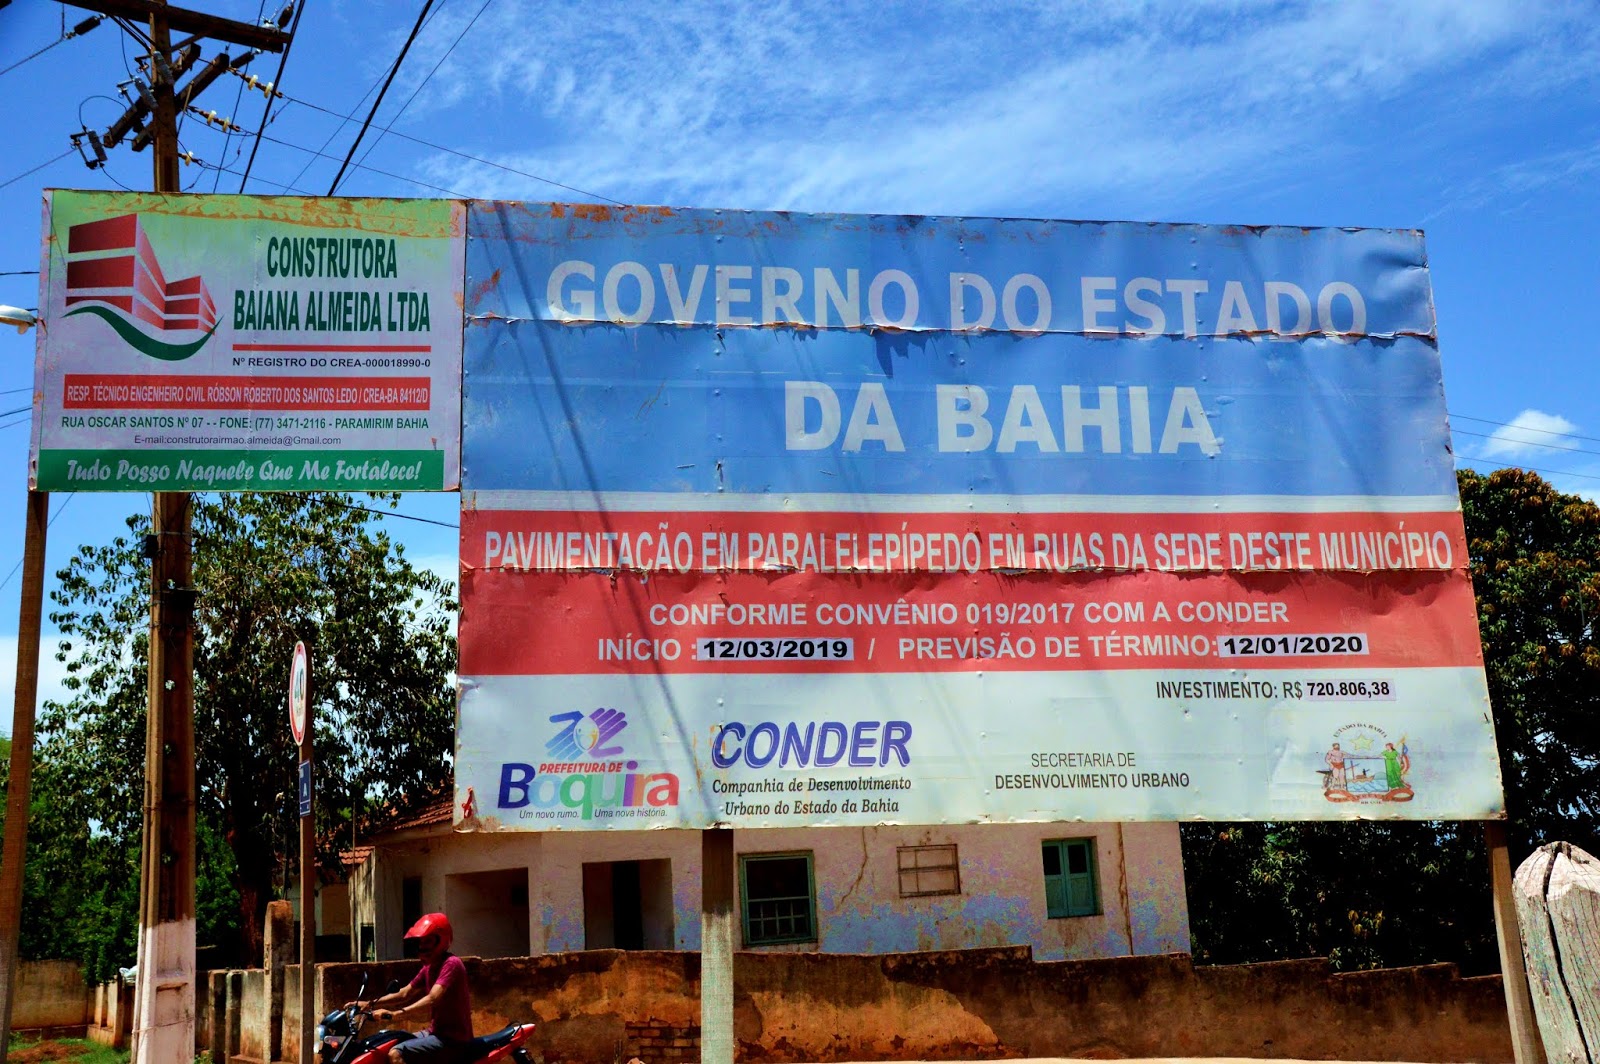 CONSTRUTORA
BAIANA ALMEIDA LTDA
Nº REGISTRO DO CREA-000018990-0
RESP. TÉCNICO ENGENHEIRO CIVIL RÓBSON ROBERTO DOS SANTOS LEDO / CREA-BA 84112/D
RUA OSCAR SANTOS Nº 07 - - FONE: (77) 3471-2116 - PARAMIRIM BAHIA
E-mail:construtorairmao.almeida@Gmail.com
Tudo Posso Naquele Que Me Fortalece!
GOVERNO DO ESTADO
DA BAHIA
PAVIMENTAÇÃO EM PARALELEPÍPEDO EM RUAS DA SEDE DESTE MUNICÍPIO
CONFORME CONVÊNIO 019/2017 COM A CONDER
INÍCIO : 12/03/2019 / PREVISÃO DE TÉRMINO: 12/01/2020
INVESTIMENTO: R$ 720.806,38
PREFEITURA DE
Boquira
Um novo rumo. Uma nova história.
CONDER
Companhia de Desenvolvimento
Urbano do Estado da Bahia
SECRETARIA DE
DESENVOLVIMENTO URBANO